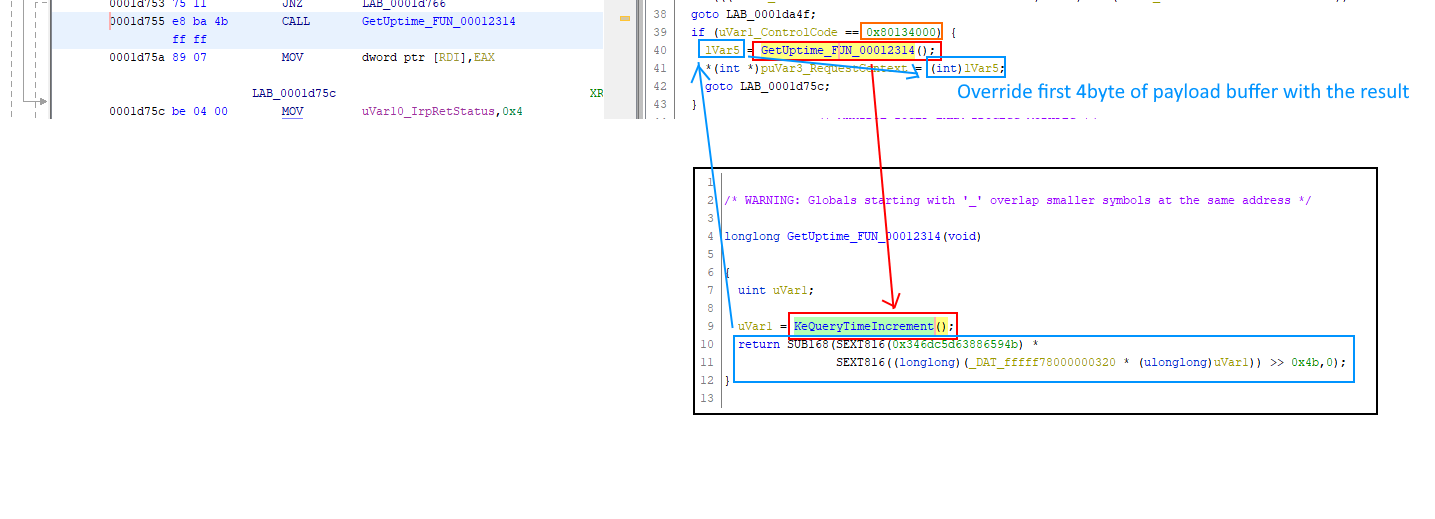 0001d753 75 11 JNZ LAB_0001d766
0001d755 e8 ba 4b CALL GetUptime_FUN_00012314
ff ff
0001d75a 89 07 MOV dword ptr [RDI],EAX
LAB_0001d75c XR
0001d75c be 04 00 MOV uVar10_IrpRetStatus,0x4
38 goto LAB_0001da4f;
39 if (uVar1_ControlCode == 0x80134000) {
40 lVar5 = GetUptime_FUN_00012314();
41 *(int *)puVar3_RequestContext = (int)lVar5;
42 goto LAB_0001d75c;
43 }
Override first 4byte of payload buffer with the result
1
2 /* WARNING: Globals starting with '_' overlap smaller symbols at the same address */
3
4 longlong GetUptime_FUN_00012314(void)
5
6 {
7 uint uVar1;
8
9 uVar1 = KeQueryTimeIncrement();
10 return SUB168(SEXT816(0x346dc5d63886594b) *
11 SEXT816((longlong)(_DAT_fffff78000000320 * (ulonglong)uVar1)) >> 0x4b,0);
12 }
13